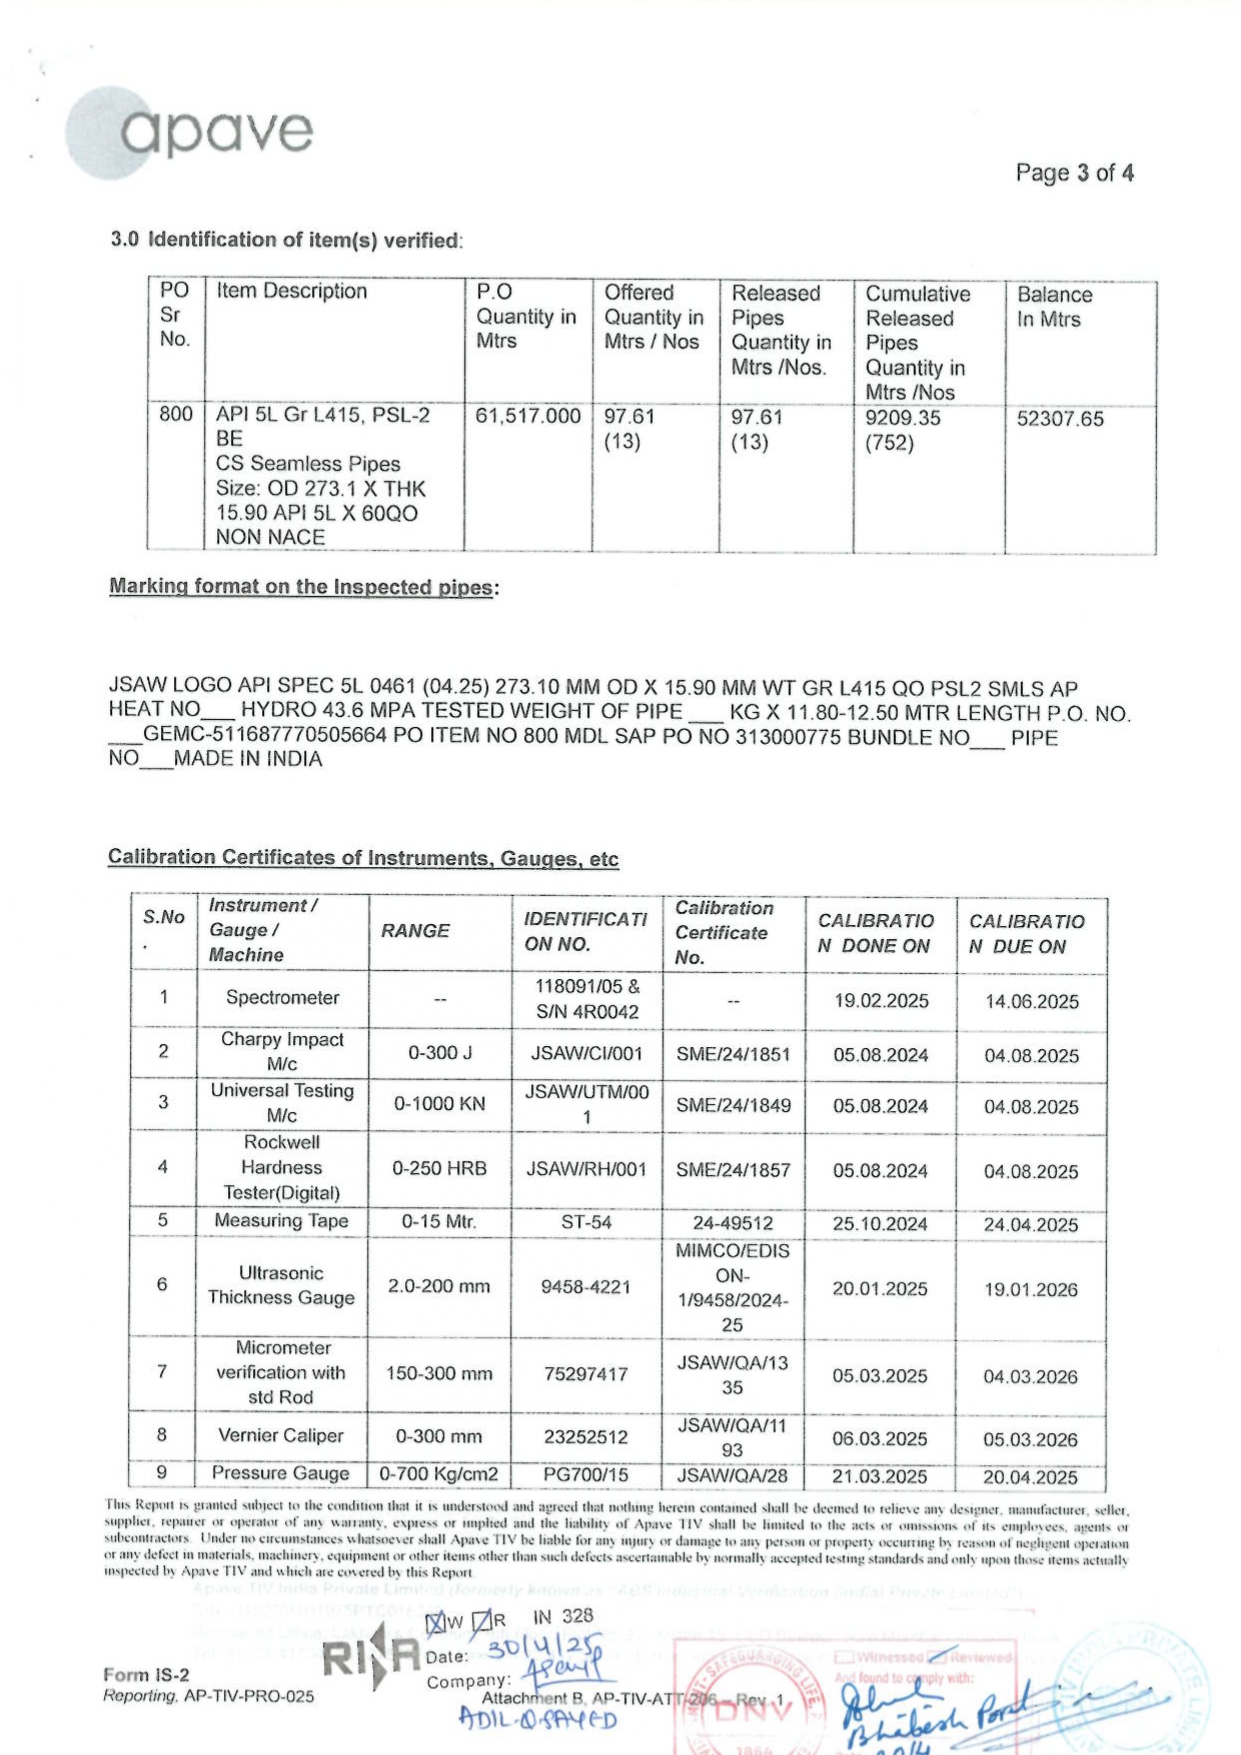 apave
Page 3 of 4
3.0 Identification of item(s) verified:
PO Sr No. | Item Description | P.O Quantity in Mtrs | Offered Quantity in Mtrs / Nos | Released Pipes Quantity in Mtrs /Nos. | Cumulative Released Pipes Quantity in Mtrs /Nos | Balance In Mtrs
800 | API 5L Gr L415, PSL-2 BE CS Seamless Pipes Size: OD 273.1 X THK 15.90 API 5L X 60QO NON NACE | 61,517.000 | 97.61 (13) | 97.61 (13) | 9209.35 (752) | 52307.65
Marking format on the Inspected pipes:
JSAW LOGO API SPEC 5L 0461 (04.25) 273.10 MM OD X 15.90 MM WT GR L415 QO PSL2 SMLS AP
HEAT NO___ HYDRO 43.6 MPA TESTED WEIGHT OF PIPE ___ KG X 11.80-12.50 MTR LENGTH P.O. NO.
___GEMC-511687770505664 PO ITEM NO 800 MDL SAP PO NO 313000775 BUNDLE NO___ PIPE
NO___MADE IN INDIA
Calibration Certificates of Instruments, Gauges, etc
S.No. | Instrument / Gauge / Machine | RANGE | IDENTIFICATION NO. | Calibration Certificate No. | CALIBRATION DONE ON | CALIBRATION DUE ON
1 | Spectrometer | -- | 118091/05 & S/N 4R0042 | -- | 19.02.2025 | 14.06.2025
2 | Charpy Impact M/c | 0-300 J | JSAW/CI/001 | SME/24/1851 | 05.08.2024 | 04.08.2025
3 | Universal Testing M/c | 0-1000 KN | JSAW/UTM/001 | SME/24/1849 | 05.08.2024 | 04.08.2025
4 | Rockwell Hardness Tester(Digital) | 0-250 HRB | JSAW/RH/001 | SME/24/1857 | 05.08.2024 | 04.08.2025
5 | Measuring Tape | 0-15 Mtr. | ST-54 | 24-49512 | 25.10.2024 | 24.04.2025
6 | Ultrasonic Thickness Gauge | 2.0-200 mm | 9458-4221 | MIMCO/EDISON-1/9458/2024-25 | 20.01.2025 | 19.01.2026
7 | Micrometer verification with std Rod | 150-300 mm | 75297417 | JSAW/QA/1335 | 05.03.2025 | 04.03.2026
8 | Vernier Caliper | 0-300 mm | 23252512 | JSAW/QA/1193 | 06.03.2025 | 05.03.2026
9 | Pressure Gauge | 0-700 Kg/cm2 | PG700/15 | JSAW/QA/28 | 21.03.2025 | 20.04.2025
This Report is granted subject to the condition that it is understood and agreed that nothing herein contained shall be deemed to relieve any designer, manufacturer, seller,
supplier, repairer or operator of any warranty, express or implied and the liability of Apave TIV shall be limited to the acts or omissions of its employees, agents or
subcontractors. Under no circumstances whatsoever shall Apave TIV be liable for any injury or damage to any person or property occurring by reason of negligent operation
or any defect in materials, machinery, equipment or other items other than such defects ascertainable by normally accepted testing standards and only upon those items actually
inspected by Apave TIV and which are covered by this Report
RINA
W R IN 328
Date: 30/4/25
Company: Apave
ADIL.Q.SAYED
Form IS-2
Reporting. AP-TIV-PRO-025
Attachment B, AP-TIV-ATT-206 Rev. 1
DNV
SAFEGUARDING LIFE
1864
Witnessed Reviewed
And found to comply with:
Bhabesh